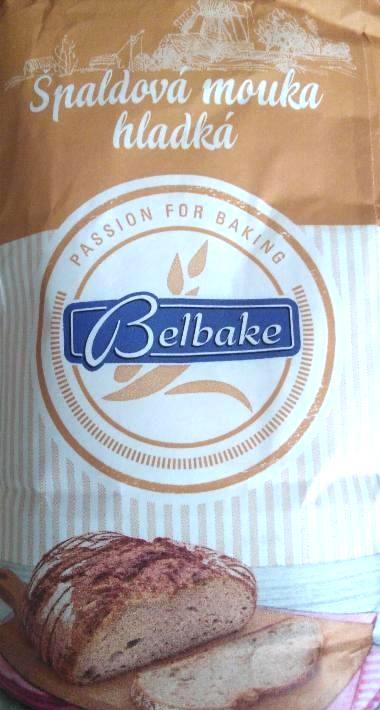 Špaldová mouka
hladká
PASSION FOR BAKING
Belbake